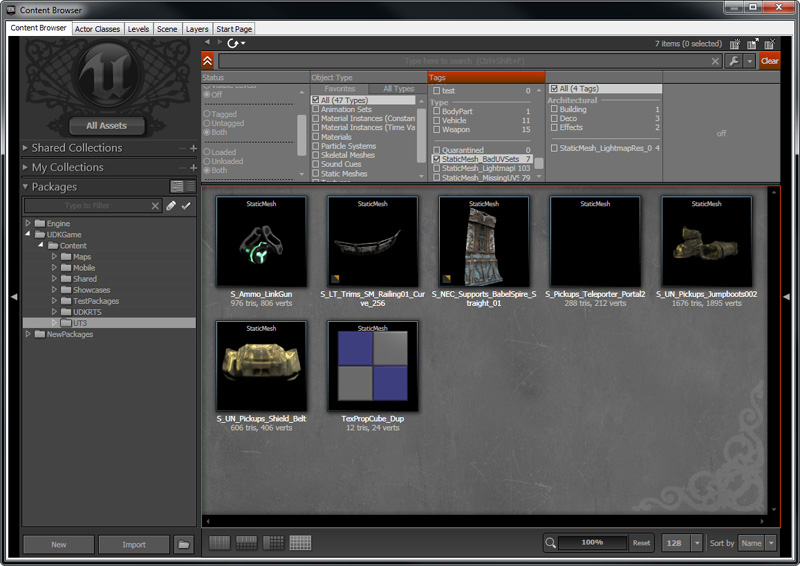 Content Browser
Content Browser Actor Classes Levels Scene Layers Start Page
7 items (0 selected)
Type here to search (Ctrl+Shift+F)
Clear
All Assets
Shared Collections
My Collections
Packages
Type to Filter
Engine
UDKGame
Content
Maps
Mobile
Shared
Showcases
TestPackages
UDKRTS
UT3
NewPackages
New Import
Status
Off
Tagged
Untagged
Both
Loaded
Unloaded
Both
Object Type
Favorites All Types
All (47 Types)
Animation Sets
Material Instances (Constan
Material Instances (Time Va
Materials
Particle Systems
Skeletal Meshes
Sound Cues
Static Meshes
Tags
test 0
Type
BodyPart 1
Vehicle 11
Weapon 15
Quarantined 0
StaticMesh_BadUVSets 7
StaticMesh_Lightmapl 103
StaticMesh_MissingUVS 79
All (4 Tags)
Architectural
Building 1
Deco 3
Effects 2
StaticMesh_LightmapRes_0 4
off
StaticMesh
S_Ammo_LinkGun
976 tris, 806 verts
StaticMesh
S_LT_Trims_SM_Railing01_Cur
ve_256
StaticMesh
S_NEC_Supports_BabelSpire_S
traight_01
StaticMesh
S_Pickups_Teleporter_Portal2
288 tris, 212 verts
StaticMesh
S_UN_Pickups_Jumpboots002
1676 tris, 1895 verts
StaticMesh
S_UN_Pickups_Shield_Belt
606 tris, 406 verts
StaticMesh
TexPropCube_Dup
12 tris, 24 verts
100% Reset 128 Sort by Name